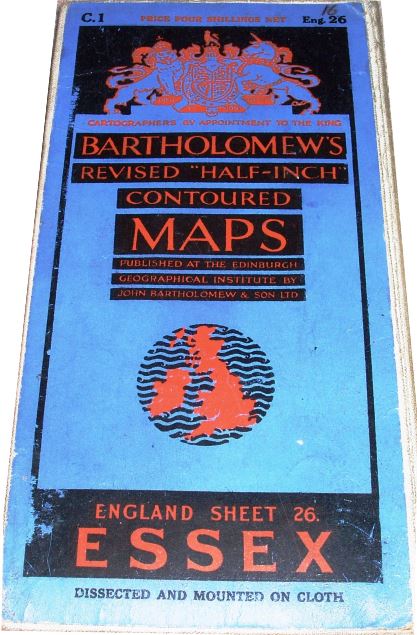 C.1 PRICE FOUR SHILLINGS NET Eng. 26
16
CARTOGRAPHERS BY APPOINTMENT TO THE KING
BARTHOLOMEW'S
REVISED "HALF-INCH"
CONTOURED
MAPS
PUBLISHED AT THE EDINBURGH
GEOGRAPHICAL INSTITUTE BY
JOHN BARTHOLOMEW & SON LTD
ENGLAND SHEET 26.
ESSEX
DISSECTED AND MOUNTED ON CLOTH